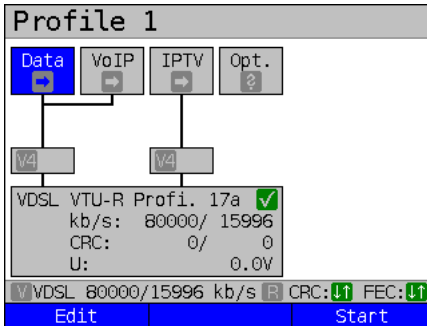 Profile 1
Data VoIP IPTV Opt.
?
V4 V4
VDSL VTU-R Profi. 17a
kb/s: 80000/ 15996
CRC: 0/ 0
U: 0.0V
V VDSL 80000/15996 kb/s R CRC: FEC:
Edit Start